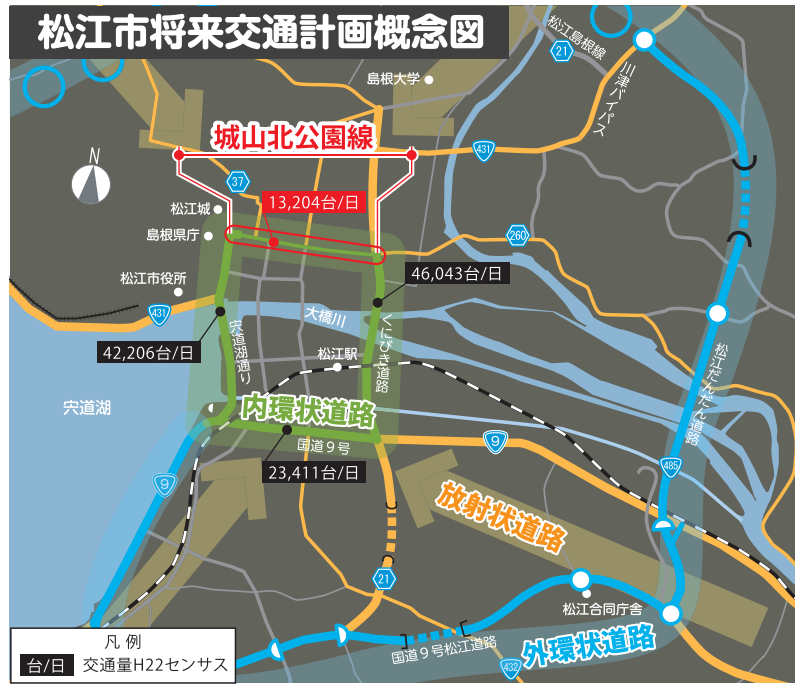 松江市将来交通計画概念図
松江島根線
21
島根大学
川津バイパス
城山北公園線
431
N
37
松江城
13,204台/日
島根県庁
260
46,043台/日
松江市役所
431
大橋川
くにびき道路
42,206台/日
宍道湖通り
松江駅
松江だんだん道路
宍道湖
内環状道路
国道9号
9
23,411台/日
485
9
放射状道路
21
松江合同庁舎
凡例
国道9号松江道路
外環状道路
432
台/日 交通量H22センサス